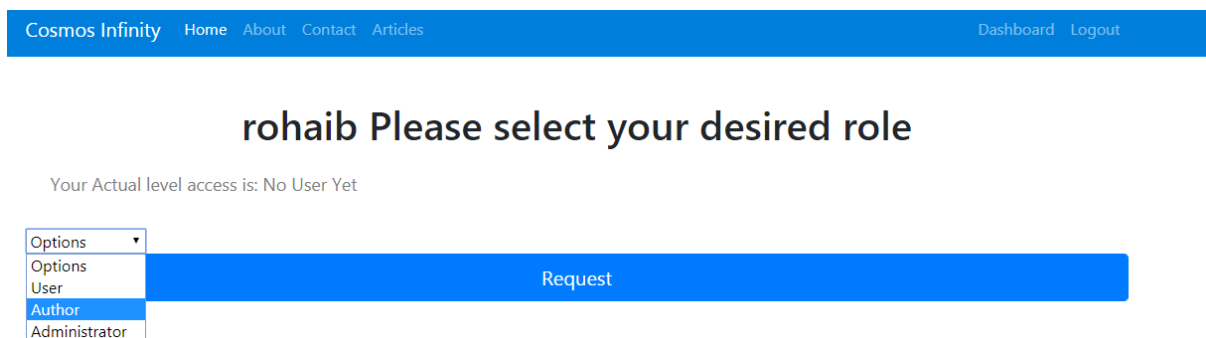 Cosmos Infinity Home About Contact Articles Dashboard Logout
rohaib Please select your desired role
Your Actual level access is: No User Yet
Options
Options
User
Author
Administrator
Request